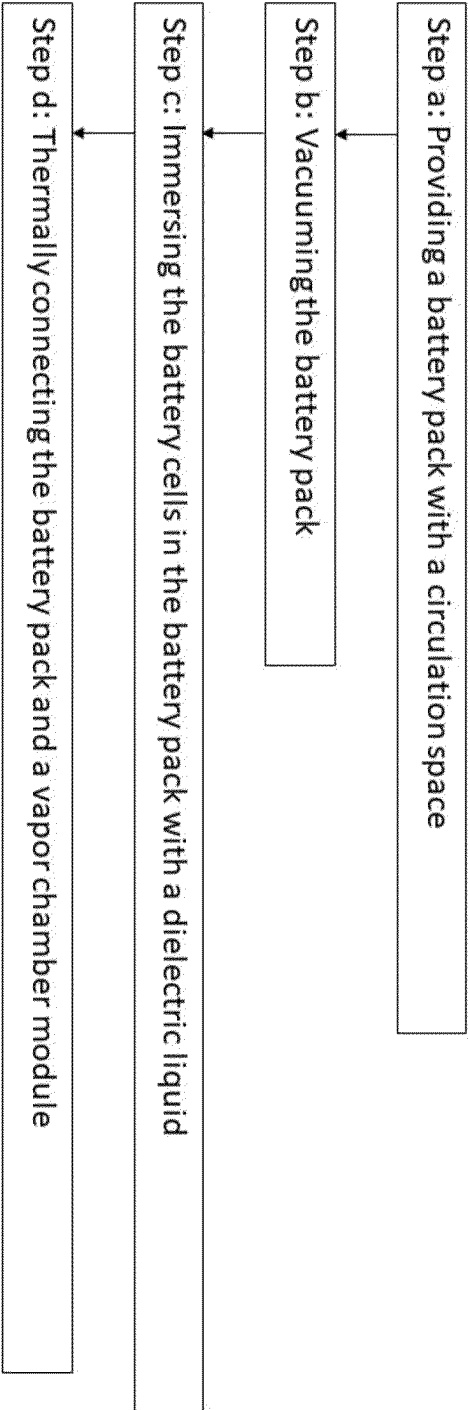 Step a: Providing a battery pack with a circulation space
Step b: Vacuuming the battery pack
Step c: Immersing the battery cells in the battery pack with a dielectric liquid
Step d: Thermally connecting the battery pack and a vapor chamber module